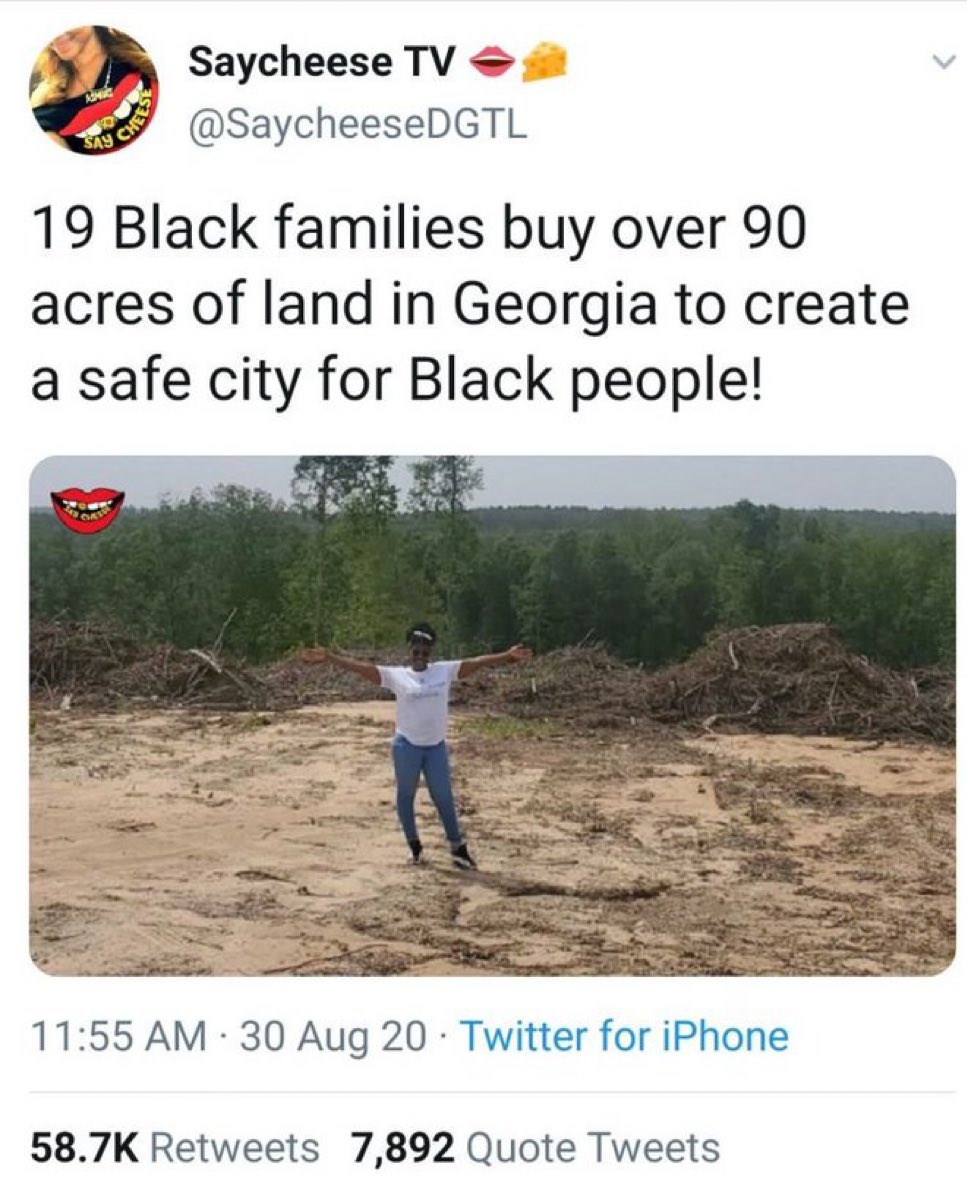 Saycheese TV 👄🧀
@SaycheeseDGTL
SAY CHEESE
19 Black families buy over 90
acres of land in Georgia to create
a safe city for Black people!
SAY CHEESE
11:55 AM · 30 Aug 20 · Twitter for iPhone
58.7K Retweets 7,892 Quote Tweets